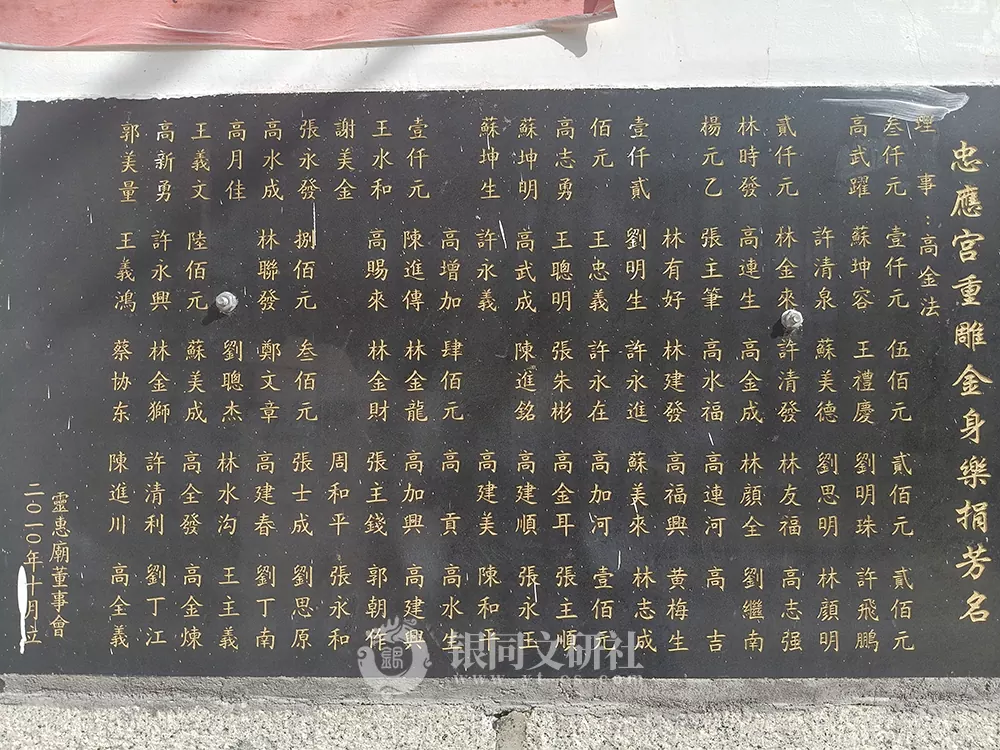 忠應宮重雕金身樂捐芳名
理事:高金法
叁仟元 壹仟元 伍佰元 貳佰元 貳佰元
高武躍 蘇坤容 王禮慶 劉明珠 許飛鵬
許清泉 蘇美德 劉思明 林顏明
貳仟元 林金來 許清發 林友福 高志强
林時發 高連生 高金成 林顏全 劉繼南
楊元乙 張主筆 高水福 高連河 高吉
林有好 林建發 高福興 黄梅生
壹仟貳 劉明生 許永進 蘇美來 林志成
佰元 王忠義 許永在 高加河 壹佰元
高志勇 王聰明 張朱彬 高金耳 張主順
蘇坤明 高武成 陳進銘 高建順 張永
蘇坤生 許永義 高建美 陳和平
高增加 肆佰元 高貢 高水生
壹仟元 陳進傳 林金龍 高加興 高建興
王水和 高賜來 林金財 張主錢 郭朝作
謝美金 周和平 張永和
張永發 捌佰元 叁佰元 張士成 劉思原
高水成 林聯發 鄭文章 高建春 劉丁南
高月佳 劉聰杰 林水沟 王主義
王義文 陸佰元 蘇美成 高全發 高金煉
高新勇 許永興 林金獅 許清利 劉丁江
郭美量 王義鴻 蔡协东 陳進川 高全義
靈惠廟董事會
二〇一〇年十月立
银同文研社